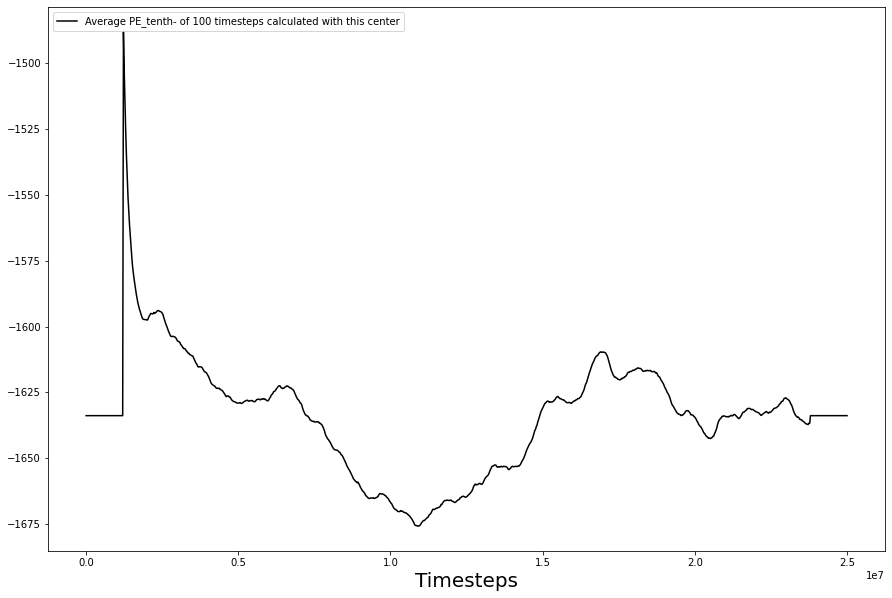 Average PE_tenth- of 100 timesteps calculated with this center
−1500
−1525
−1550
−1575
−1600
−1625
−1650
−1675
0.0 0.5 1.0 1.5 2.0 2.5
1e7
Timesteps